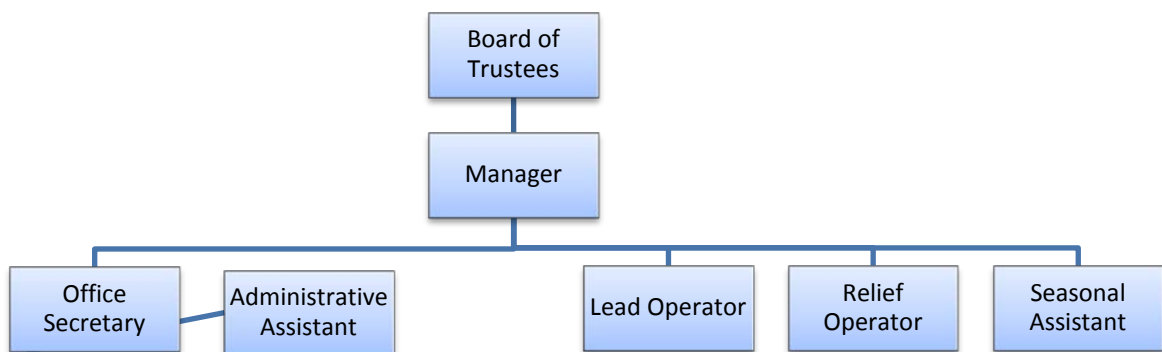 Board of
Trustees
Manager
Office
Secretary
Administrative
Assistant
Lead Operator
Relief
Operator
Seasonal
Assistant